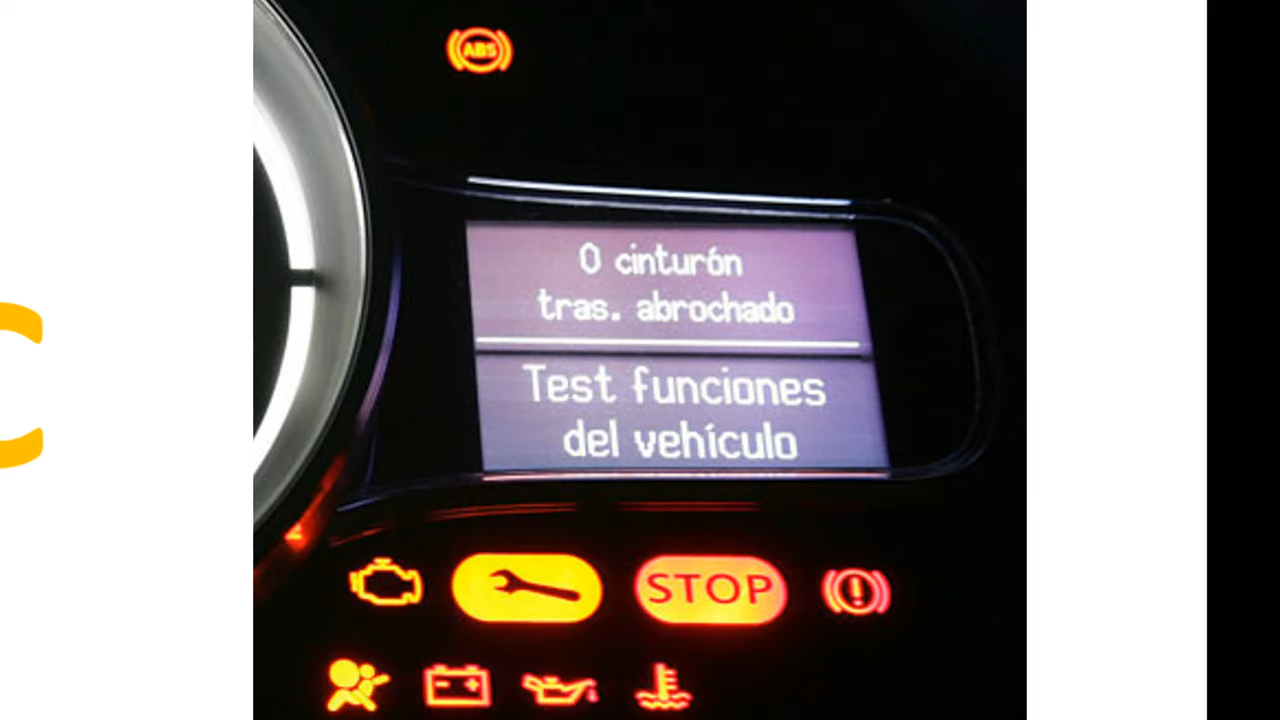 ABS
0 cinturón
tras. abrochado
Test funciones
del vehículo
STOP